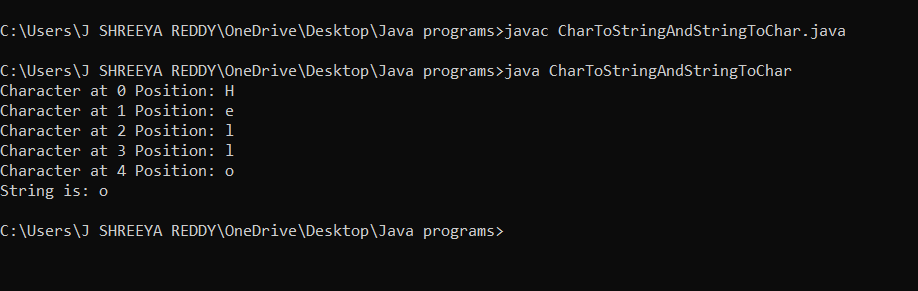 C:\Users\J SHREEYA REDDY\OneDrive\Desktop\Java programs>javac CharToStringAndStringToChar.java
C:\Users\J SHREEYA REDDY\OneDrive\Desktop\Java programs>java CharToStringAndStringToChar
Character at 0 Position: H
Character at 1 Position: e
Character at 2 Position: l
Character at 3 Position: l
Character at 4 Position: o
String is: o
C:\Users\J SHREEYA REDDY\OneDrive\Desktop\Java programs>